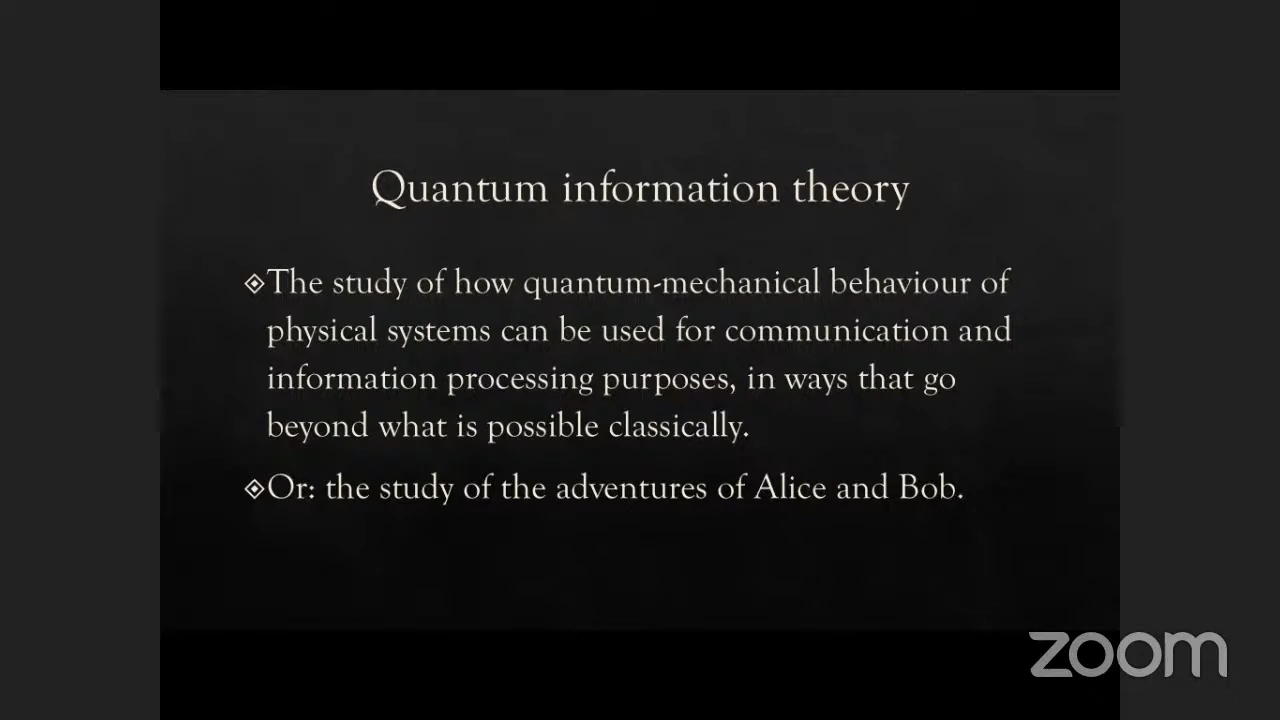 Quantum information theory
The study of how quantum-mechanical behaviour of
physical systems can be used for communication and
information processing purposes, in ways that go
beyond what is possible classically.
Or: the study of the adventures of Alice and Bob.
zoom